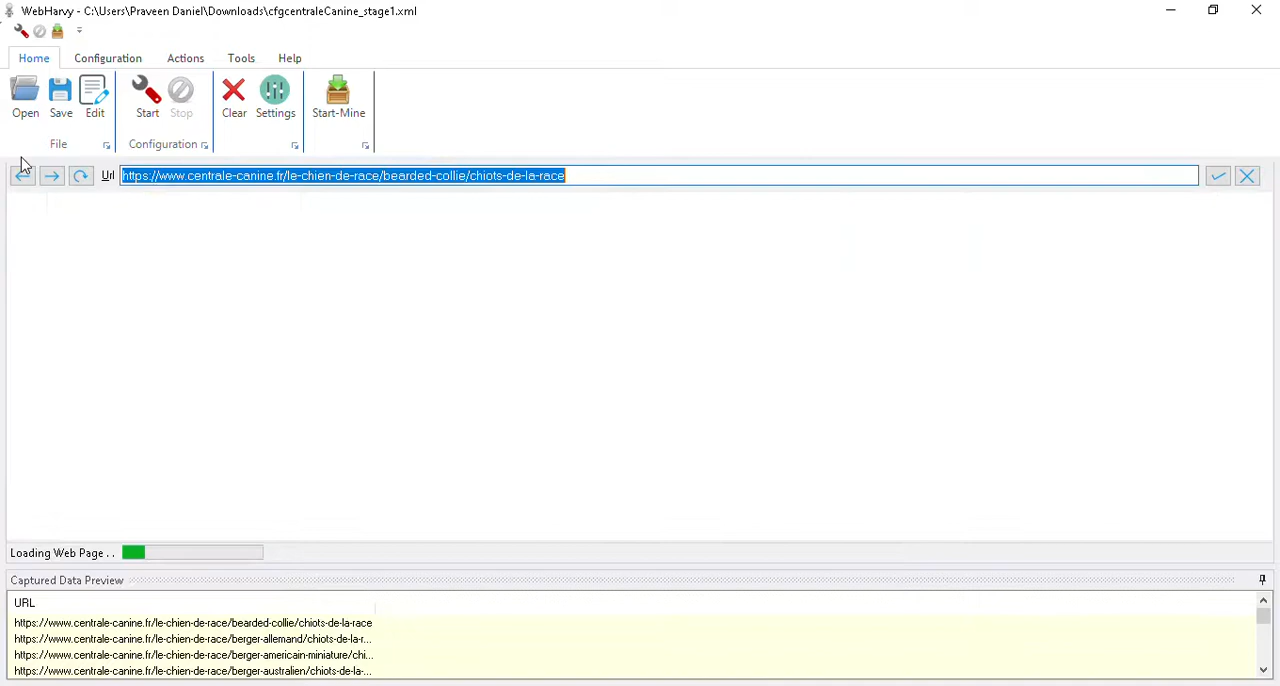 WebHarvy - C:\Users\Praveen Daniel\Downloads\cfgcentraleCanine_stage1.xml
Home Configuration Actions Tools Help
Open Save Edit Start Stop Clear Settings Start-Mine
File Configuration
Url https://www.centrale-canine.fr/le-chien-de-race/bearded-collie/chiots-de-la-race
Loading Web Page . .
Captured Data Preview
URL
https://www.centrale-canine.fr/le-chien-de-race/bearded-collie/chiots-de-la-race
https://www.centrale-canine.fr/le-chien-de-race/berger-allemand/chiots-de-la-r...
https://www.centrale-canine.fr/le-chien-de-race/berger-americain-miniature/chi...
https://www.centrale-canine.fr/le-chien-de-race/berger-australien/chiots-de-la-...